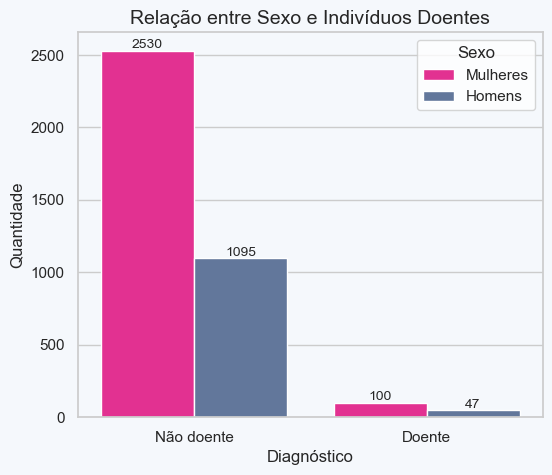 Relação entre Sexo e Indivíduos Doentes
Sexo
Mulheres
Homens
Quantidade
2500
2000
1500
1000
500
0
2530
1095
100
47
Não doente
Doente
Diagnóstico